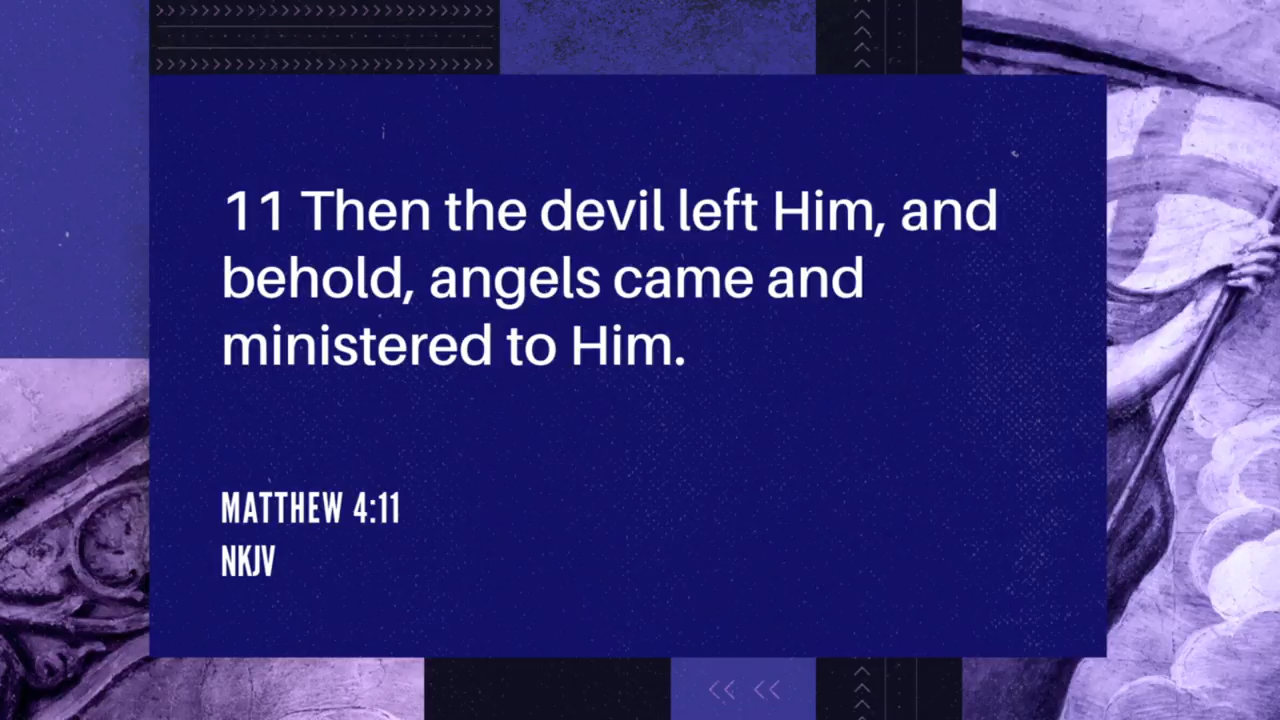 11 Then the devil left Him, and
behold, angels came and
ministered to Him.
MATTHEW 4:11
NKJV